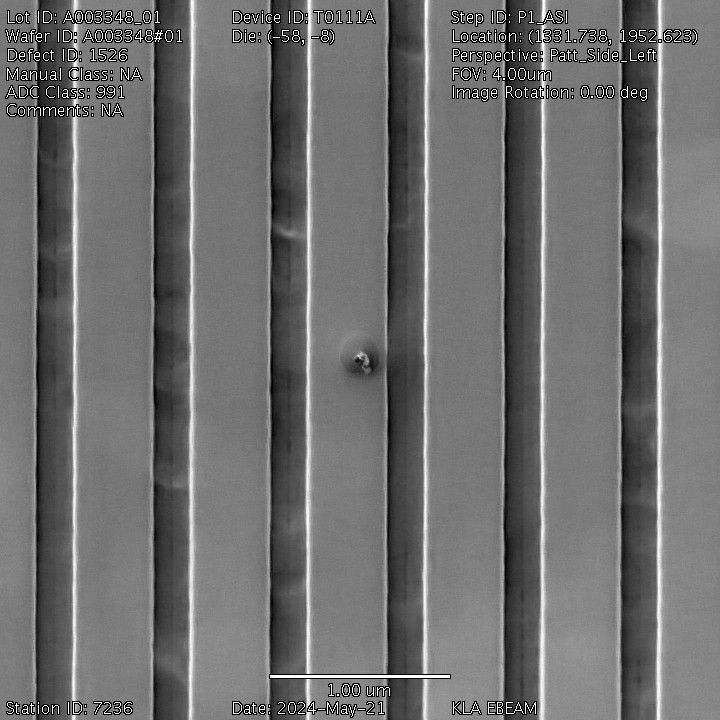 Lot ID: A003348_01
Wafer ID: A003348#01
Defect ID: 1526
Manual Class: NA
ADC Class: 991
Comments: NA
Device ID: T0111A
Die: (-58, -8)
Step ID: P1_ASI
Location: (1331.738, 1952.623)
Perspective: Patt_Side_Left
FOV: 4.00um
Image Rotation: 0.00 deg
1.00 um
Station ID: 7236
Date: 2024-May-21
KLA EBEAM